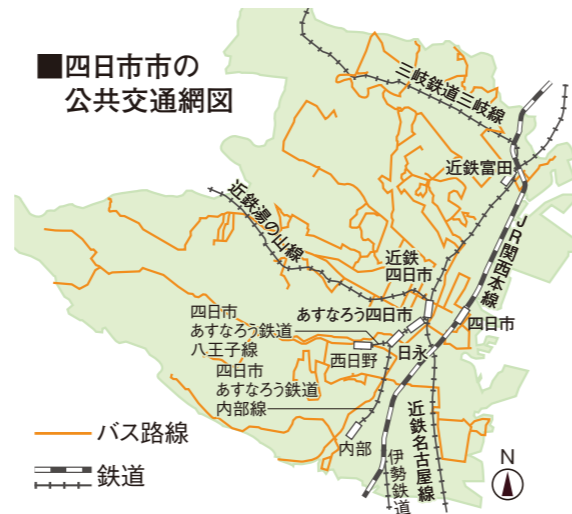 ■四日市市の
公共交通網図
三岐鉄道三岐線
近鉄富田
JR関西本線
近鉄湯の山線
近鉄
四日市
あすなろう四日市
四日市
四日市
あすなろう鉄道
八王子線
西日野
日永
四日市
あすなろう鉄道
内部線
内部
近鉄名古屋線
伊勢鉄道
バス路線
鉄道
N